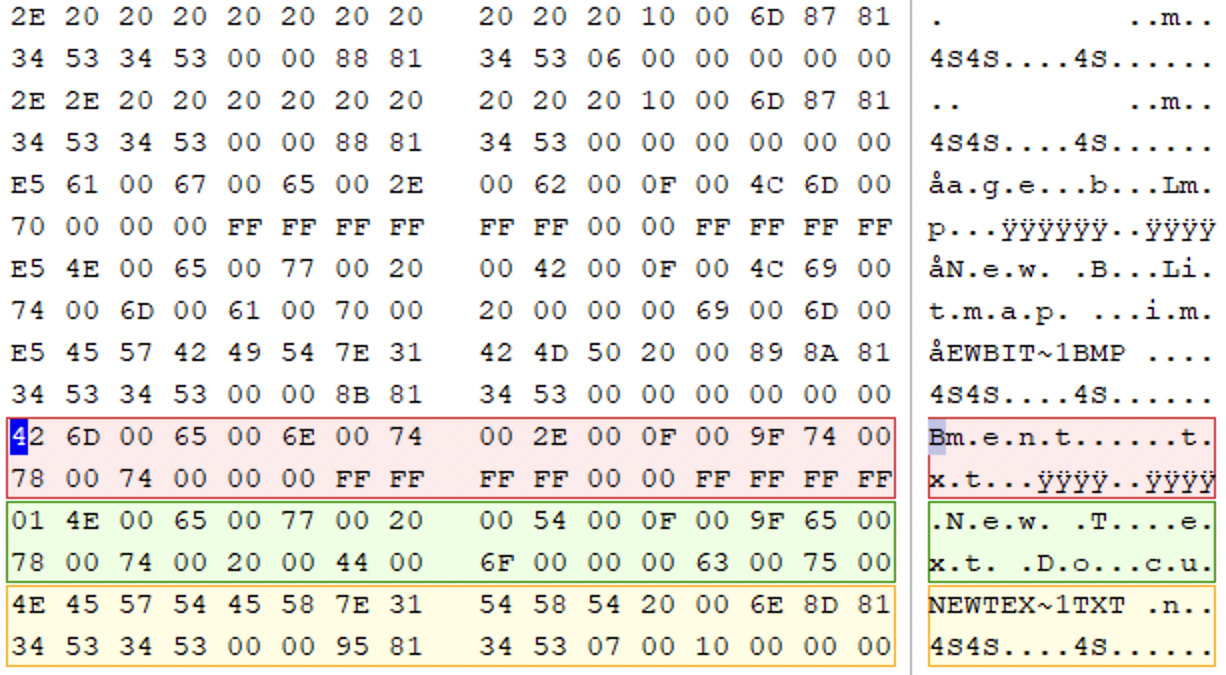 2E 20 20 20 20 20 20 20 20 20 20 10 00 6D 87 81 . ..m..
34 53 34 53 00 00 88 81 34 53 06 00 00 00 00 00 4S4S....4S......
2E 2E 20 20 20 20 20 20 20 20 20 10 00 6D 87 81 .. ..m..
34 53 34 53 00 00 88 81 34 53 00 00 00 00 00 00 4S4S....4S......
E5 61 00 67 00 65 00 2E 00 62 00 0F 00 4C 6D 00 åa.g.e...b...Lm.
70 00 00 00 FF FF FF FF FF FF 00 00 FF FF FF FF p...ÿÿÿÿÿÿ..ÿÿÿÿ
E5 4E 00 65 00 77 00 20 00 42 00 0F 00 4C 69 00 åN.e.w. .B...Li.
74 00 6D 00 61 00 70 00 20 00 00 00 69 00 6D 00 t.m.a.p. ...i.m.
E5 45 57 42 49 54 7E 31 42 4D 50 20 00 89 8A 81 åEWBIT~1BMP ....
34 53 34 53 00 00 8B 81 34 53 00 00 00 00 00 00 4S4S....4S......
42 6D 00 65 00 6E 00 74 00 2E 00 0F 00 9F 74 00 Bm.e.n.t......t.
78 00 74 00 00 00 FF FF FF FF 00 00 FF FF FF FF x.t...ÿÿÿÿ..ÿÿÿÿ
01 4E 00 65 00 77 00 20 00 54 00 0F 00 9F 65 00 .N.e.w. .T....e.
78 00 74 00 20 00 44 00 6F 00 00 00 63 00 75 00 x.t. .D.o...c.u.
4E 45 57 54 45 58 7E 31 54 58 54 20 00 6E 8D 81 NEWTEX~1TXT .n..
34 53 34 53 00 00 95 81 34 53 07 00 10 00 00 00 4S4S....4S......